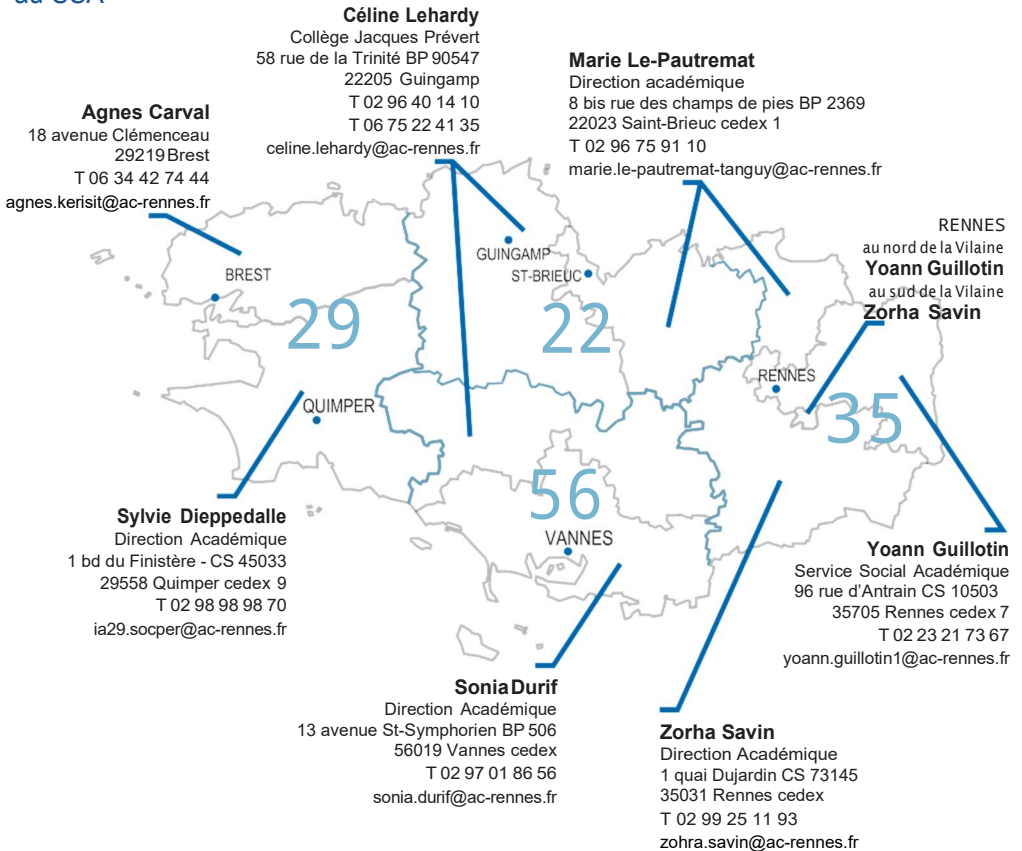 au SSA
Céline Lehardy
Collège Jacques Prévert
58 rue de la Trinité BP 90547
22205 Guingamp
T 02 96 40 14 10
T 06 75 22 41 35
celine.lehardy@ac-rennes.fr
Marie Le-Pautremat
Direction académique
8 bis rue des champs de pies BP 2369
22023 Saint-Brieuc cedex 1
T 02 96 75 91 10
marie.le-pautremat-tanguy@ac-rennes.fr
Agnes Carval
18 avenue Clémenceau
29219 Brest
T 06 34 42 74 44
agnes.kerisit@ac-rennes.fr
RENNES
au nord de la Vilaine
Yoann Guillotin
au sud de la Vilaine
Zorha Savin
GUINGAMP
ST-BRIEUC
BREST
29
22
RENNES
QUIMPER
35
56
VANNES
Sylvie Dieppedalle
Direction Académique
1 bd du Finistère - CS 45033
29558 Quimper cedex 9
T 02 98 98 98 70
ia29.socper@ac-rennes.fr
Yoann Guillotin
Service Social Académique
96 rue d'Antrain CS 10503
35705 Rennes cedex 7
T 02 23 21 73 67
yoann.guillotin1@ac-rennes.fr
Sonia Durif
Direction Académique
13 avenue St-Symphorien BP 506
56019 Vannes cedex
T 02 97 01 86 56
sonia.durif@ac-rennes.fr
Zorha Savin
Direction Académique
1 quai Dujardin CS 73145
35031 Rennes cedex
T 02 99 25 11 93
zohra.savin@ac-rennes.fr